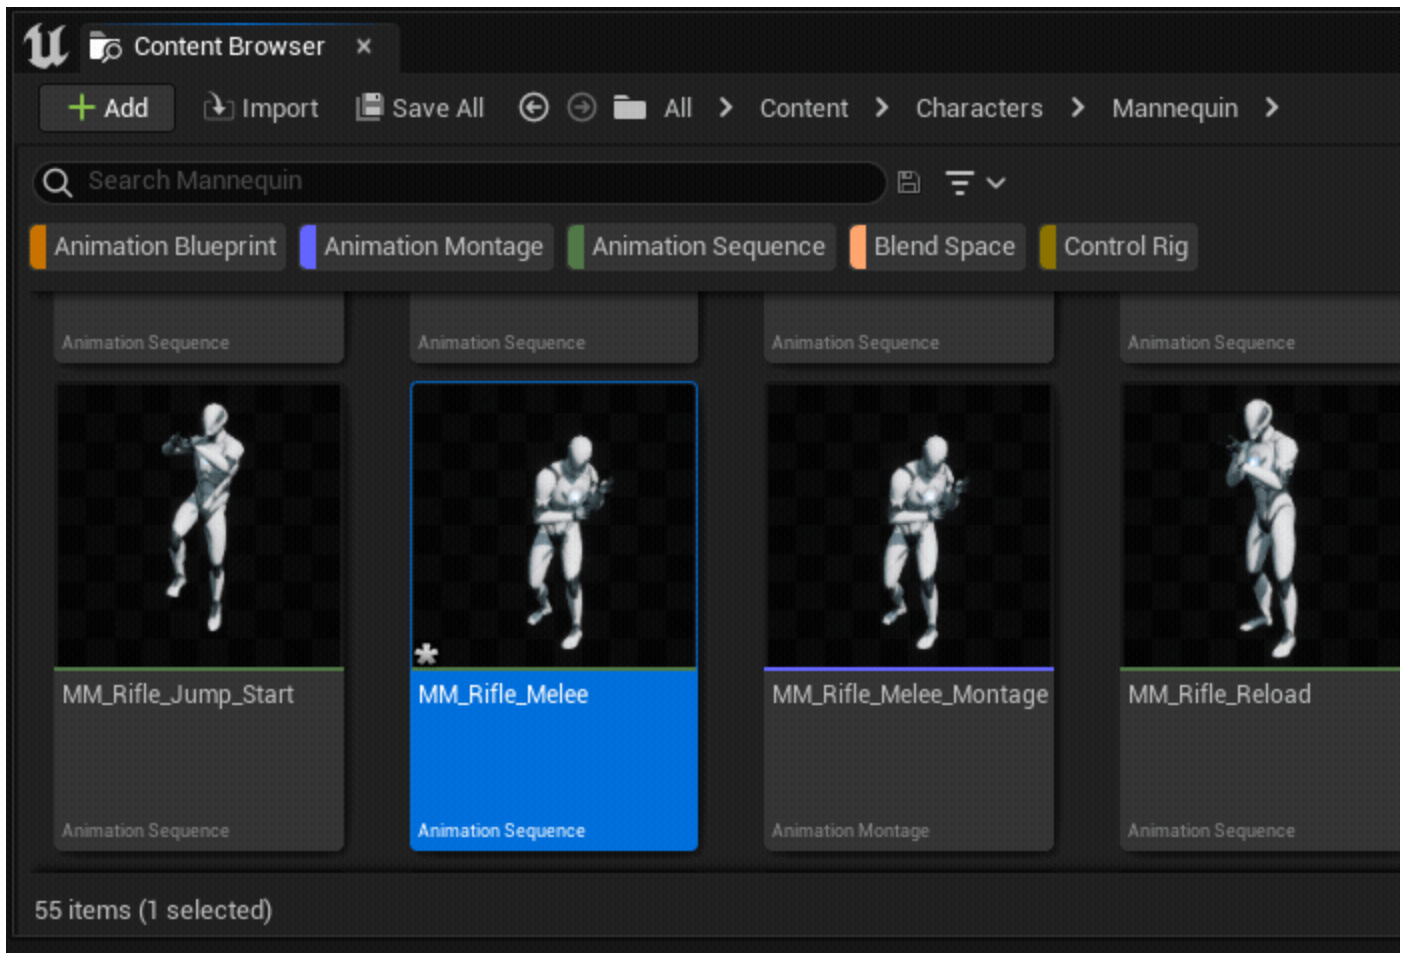 Content Browser
Add Import Save All All Content Characters Mannequin
Search Mannequin
Animation Blueprint Animation Montage Animation Sequence Blend Space Control Rig
Animation Sequence Animation Sequence Animation Sequence Animation Sequence
MM_Rifle_Jump_Start MM_Rifle_Melee MM_Rifle_Melee_Montage MM_Rifle_Reload
Animation Sequence Animation Sequence Animation Montage Animation Sequence
55 items (1 selected)